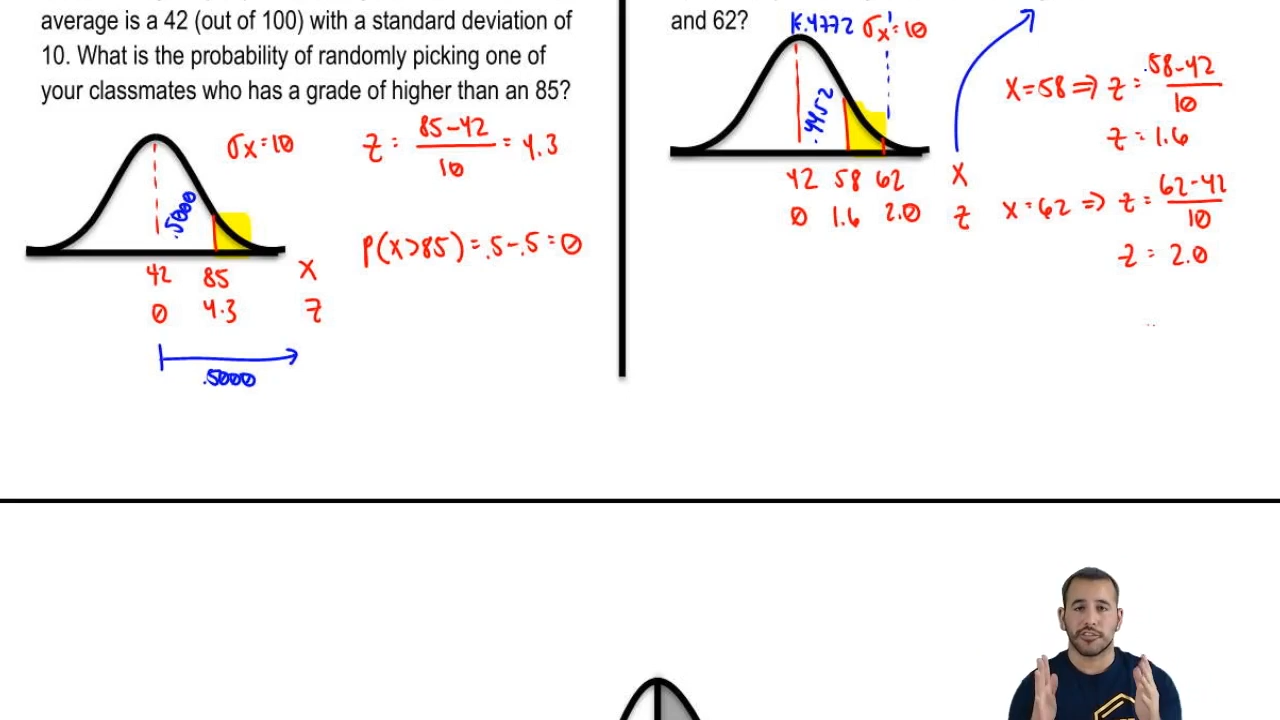 average is a 42 (out of 100) with a standard deviation of
10. What is the probability of randomly picking one of
your classmates who has a grade of higher than an 85?
σx = 10
z = 85-42 / 10 = 4.3
.5000
P(x>85) = .5-.5 = 0
42 85 x
0 4.3 z
.5000
and 62?
.4772 σx = 10
.4452
42 58 62 x
0 1.6 2.0 z
x=58 ⇒ z = 58-42 / 10
z = 1.6
x=62 ⇒ z = 62-42 / 10
z = 2.0